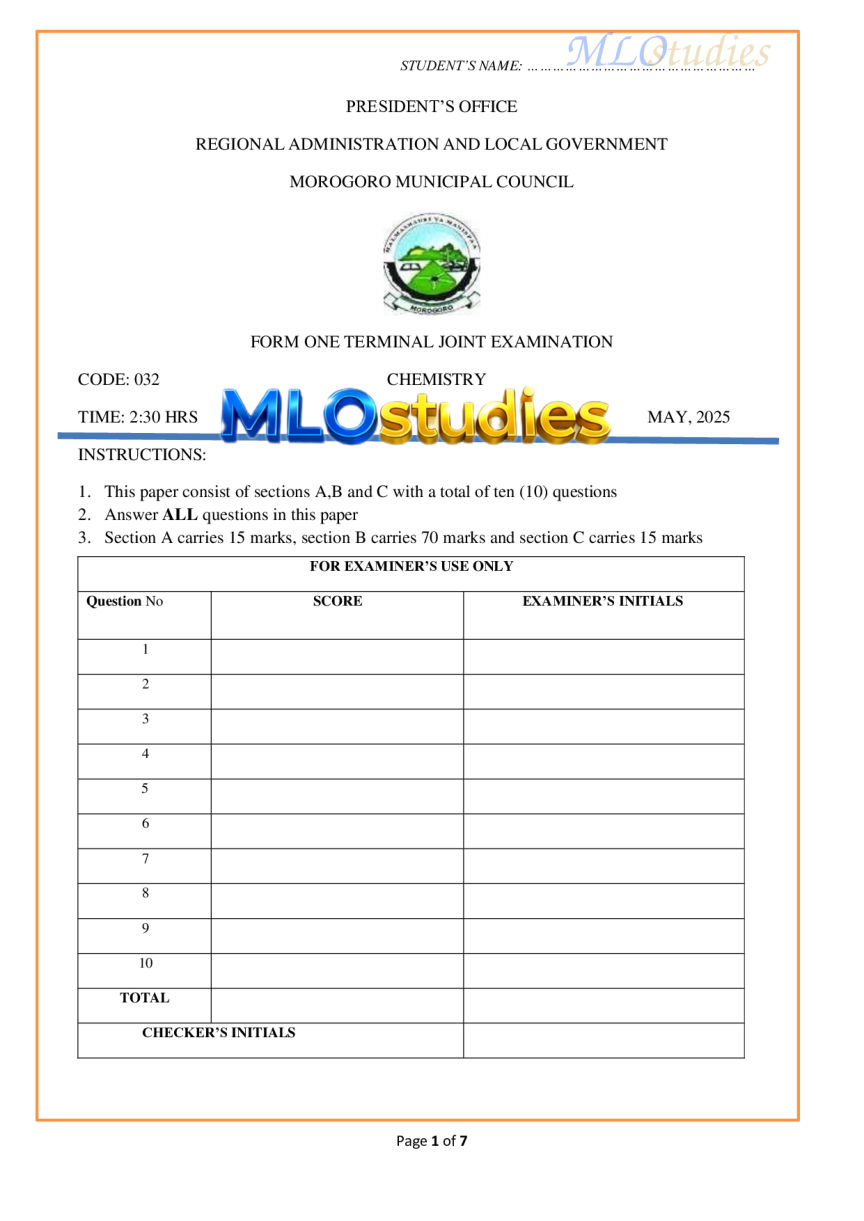 MLOstudies
STUDENT'S NAME: ………………………………………………
PRESIDENT'S OFFICE
REGIONAL ADMINISTRATION AND LOCAL GOVERNMENT
MOROGORO MUNICIPAL COUNCIL
HALMASHAURI YA MANISPAA
MOROGORO
FORM ONE TERMINAL JOINT EXAMINATION
CODE: 032 CHEMISTRY
TIME: 2:30 HRS MLOstudies MAY, 2025
INSTRUCTIONS:
1. This paper consist of sections A,B and C with a total of ten (10) questions
2. Answer ALL questions in this paper
3. Section A carries 15 marks, section B carries 70 marks and section C carries 15 marks
FOR EXAMINER'S USE ONLY
Question No SCORE EXAMINER'S INITIALS
1
2
3
4
5
6
7
8
9
10
TOTAL
CHECKER'S INITIALS
Page 1 of 7